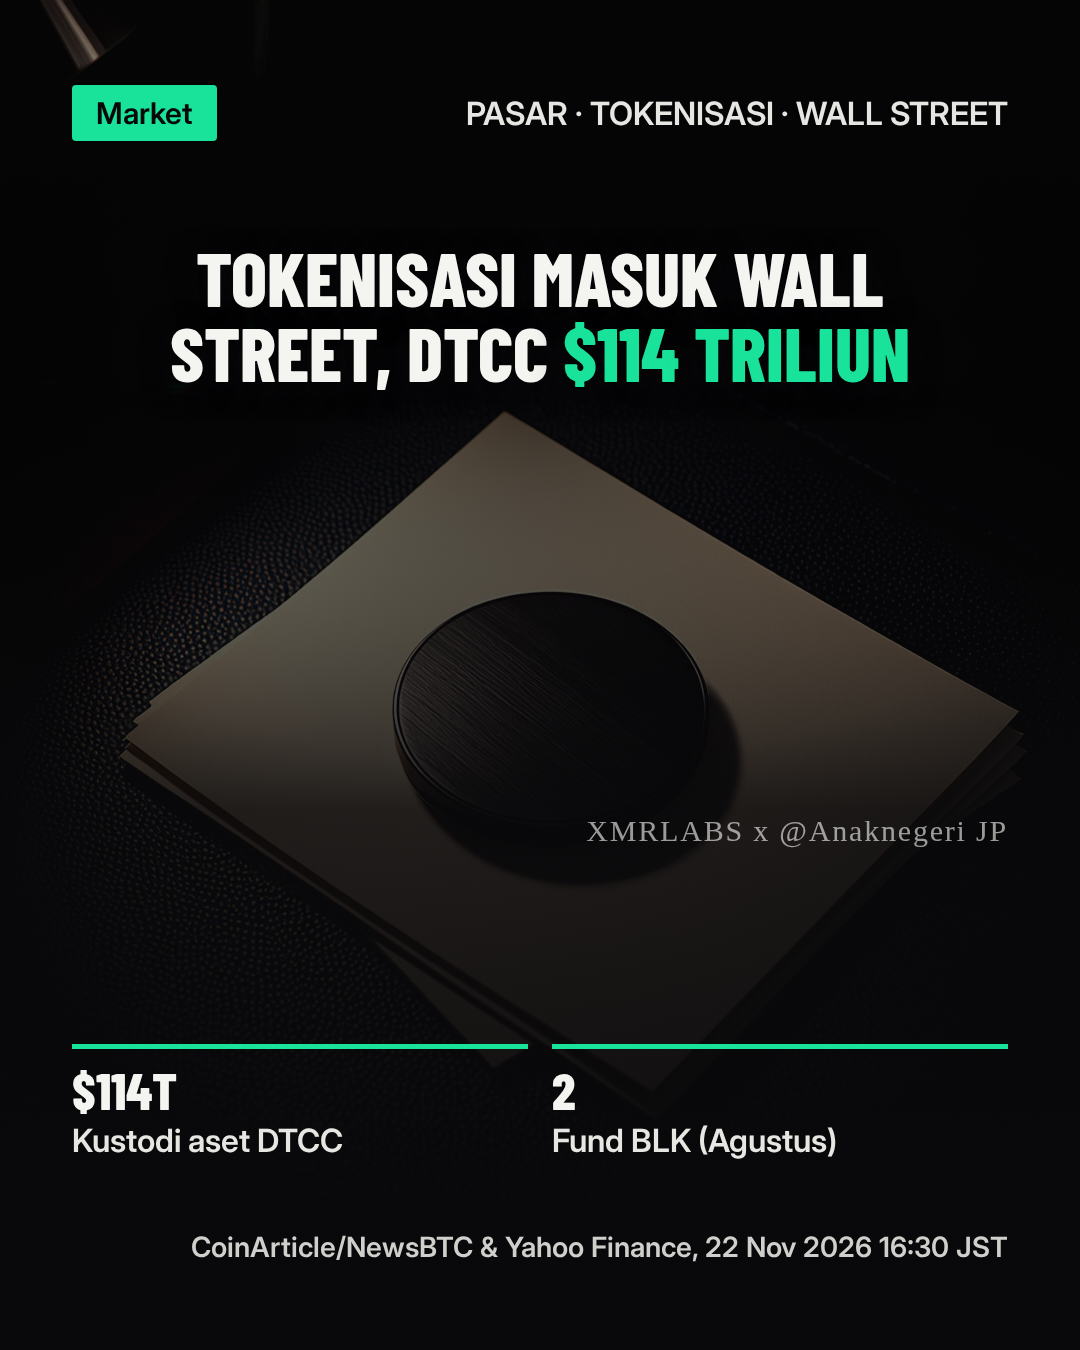 Market
PASAR · TOKENISASI · WALL STREET
TOKENISASI MASUK WALL
STREET, DTCC $114 TRILIUN
XMRLABS x @Anaknegeri JP
$114T
Kustodi aset DTCC
2
Fund BLK (Agustus)
CoinArticle/NewsBTC & Yahoo Finance, 22 Nov 2026 16:30 JST